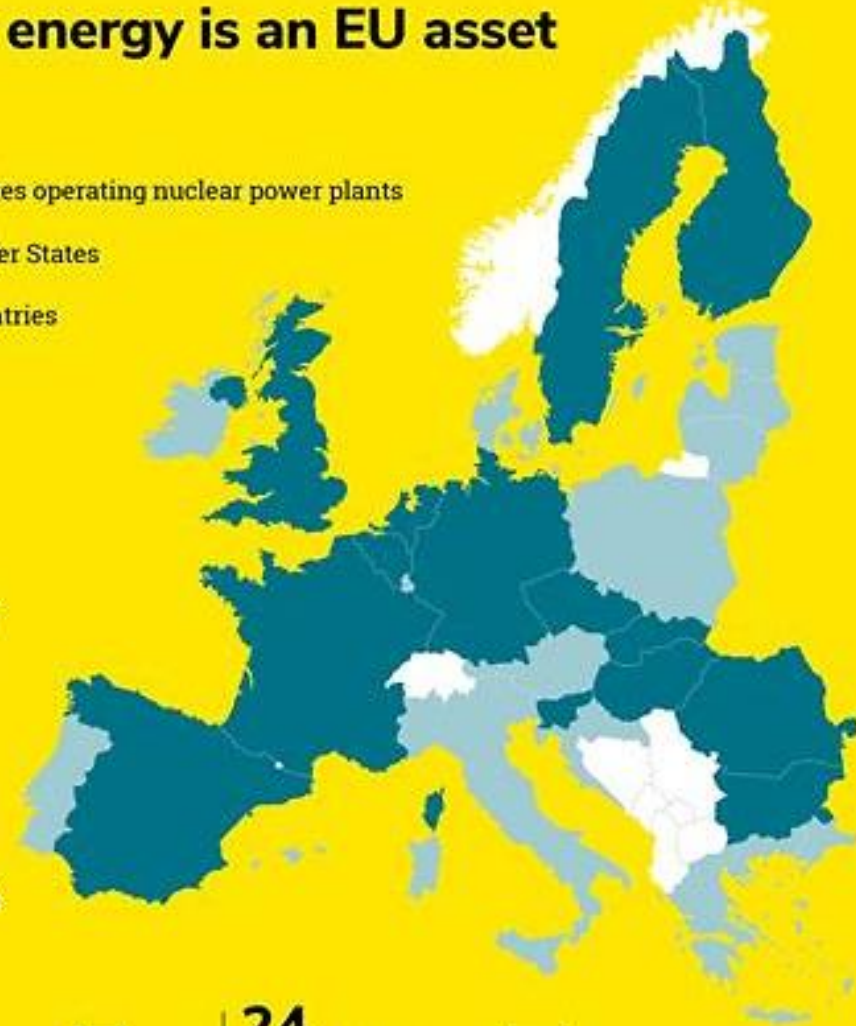 energy is an EU asset
es operating nuclear power plants
er States
tries
24